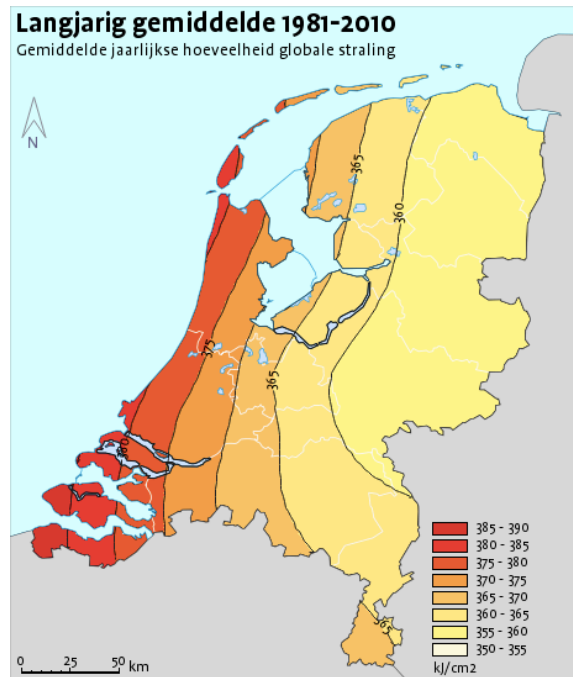 Langjarig gemiddelde 1981-2010
Gemiddelde jaarlijkse hoeveelheid globale straling
N
365
360
375
365
380
365
385 - 390
380 - 385
375 - 380
370 - 375
365 - 370
360 - 365
355 - 360
350 - 355
kJ/cm2
0 25 50 km